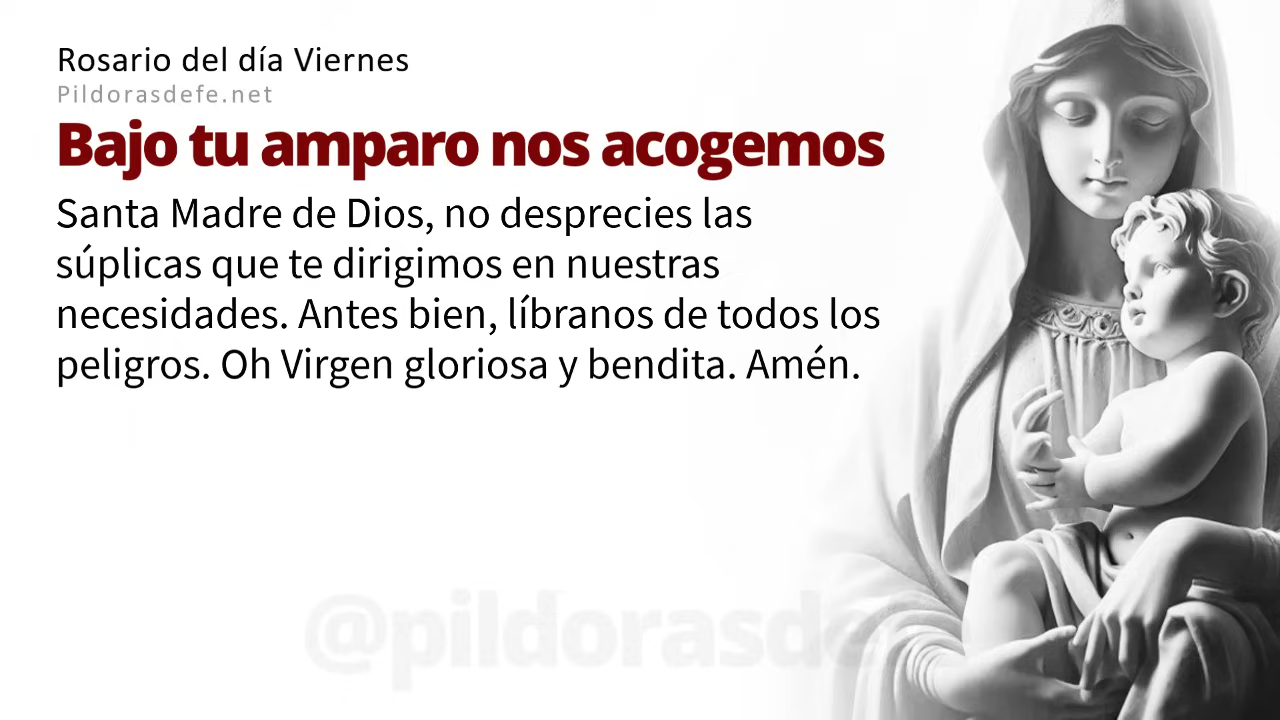 Rosario del día Viernes
Pildorasdefe.net
Bajo tu amparo nos acogemos
Santa Madre de Dios, no desprecies las
súplicas que te dirigimos en nuestras
necesidades. Antes bien, líbranos de todos los
peligros. Oh Virgen gloriosa y bendita. Amén.
@pildorasde